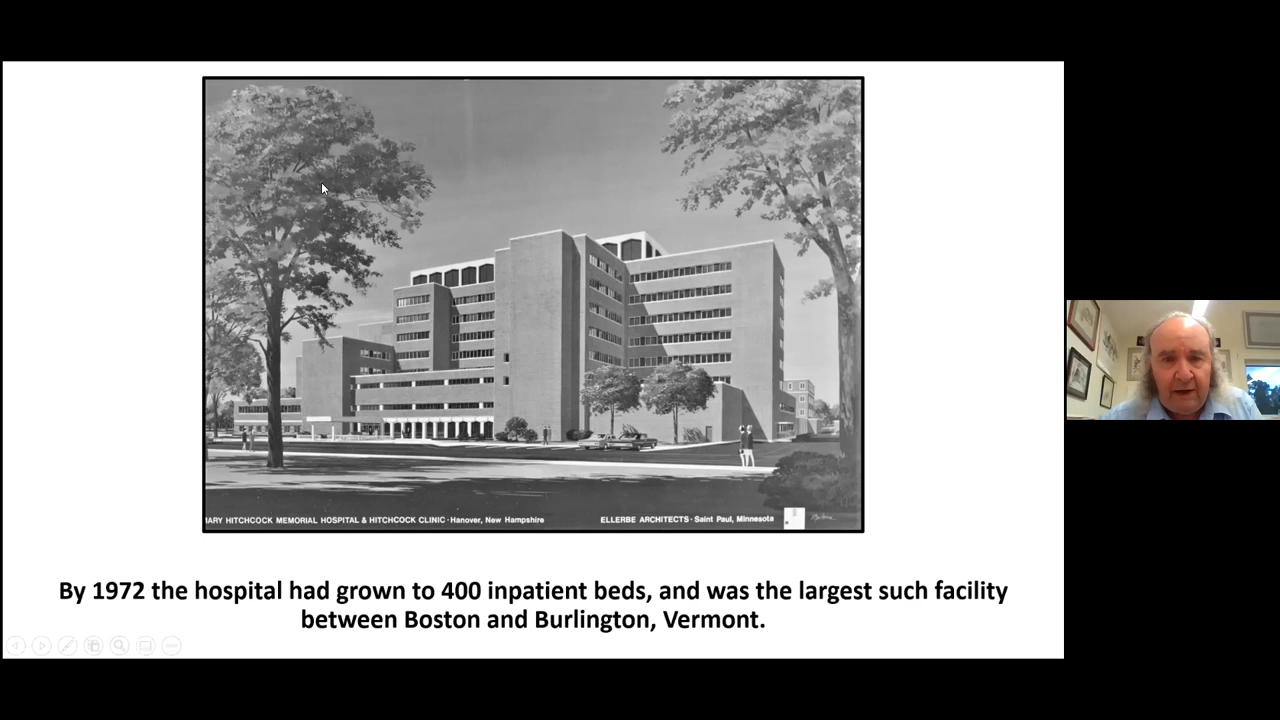 ARY HITCHCOCK MEMORIAL HOSPITAL & HITCHCOCK CLINIC · Hanover, New Hampshire
ELLERBE ARCHITECTS · Saint Paul, Minnesota
By 1972 the hospital had grown to 400 inpatient beds, and was the largest such facility
between Boston and Burlington, Vermont.